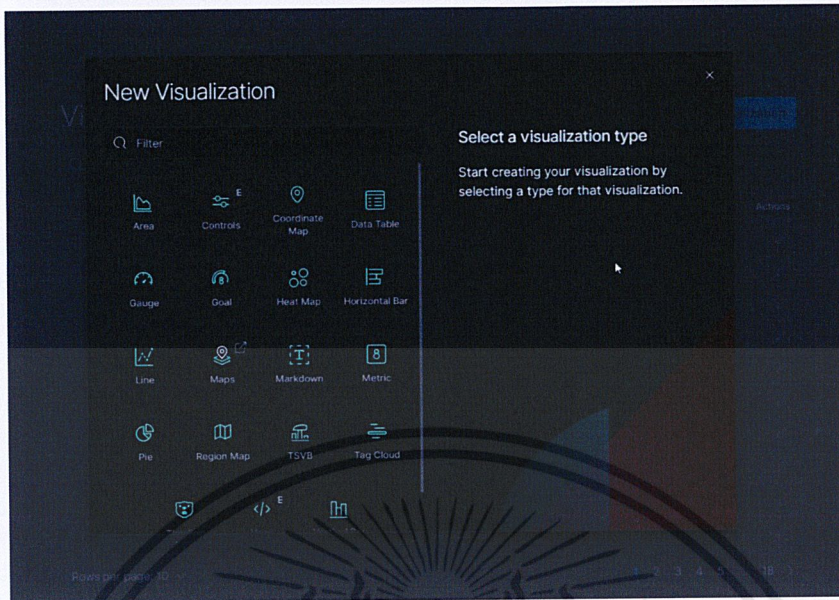 New Visualization
Filter
Select a visualization type
Start creating your visualization by
selecting a type for that visualization.
Area
E
Controls
Coordinate
Map
Data Table
Actions
Gauge
8
Goal
Heat Map
Horizontal Bar
Line
Maps
T
Markdown
8
Metric
Pie
Region Map
TSVB
Tag Cloud
</> E
Rows per page: 10
2 3 4 5
18